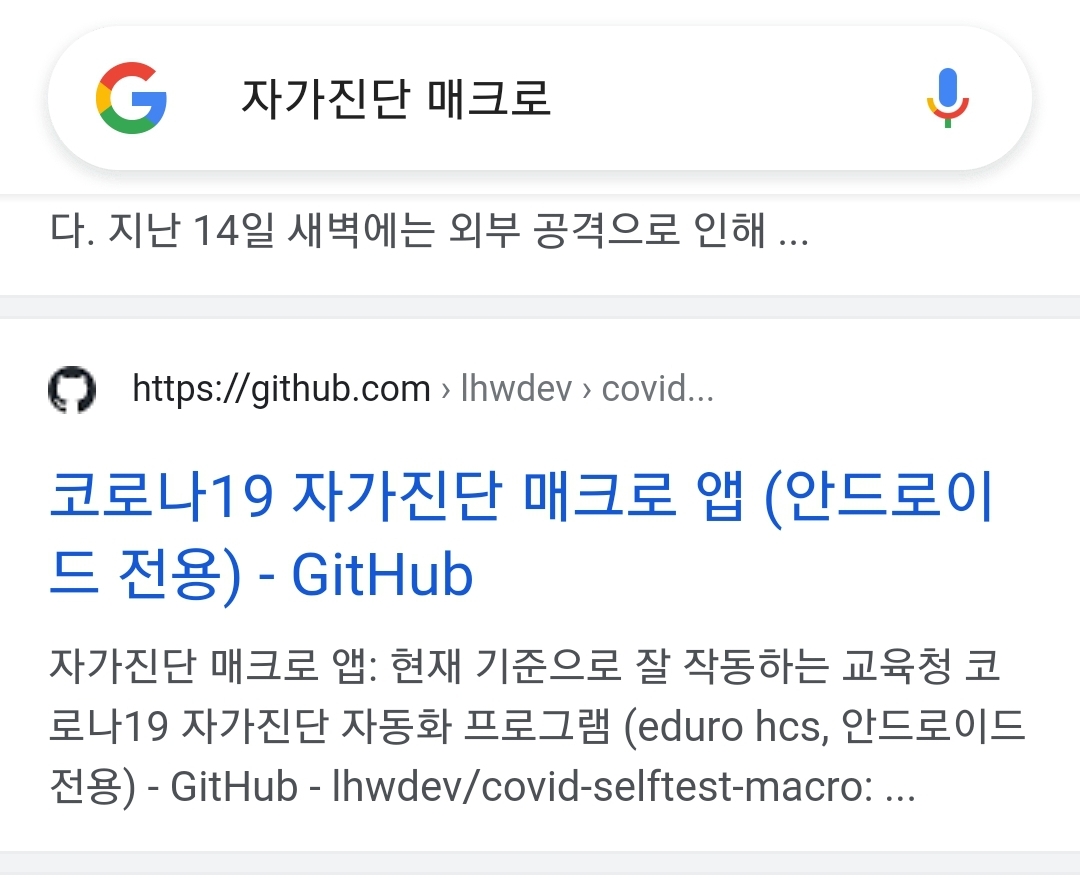 자가진단 매크로
다. 지난 14일 새벽에는 외부 공격으로 인해 ...
https://github.com › lhwdev › covid...
코로나19 자가진단 매크로 앱 (안드로이
드 전용) - GitHub
자가진단 매크로 앱: 현재 기준으로 잘 작동하는 교육청 코
로나19 자가진단 자동화 프로그램 (eduro hcs, 안드로이드
전용) - GitHub - lhwdev/covid-selftest-macro: ...